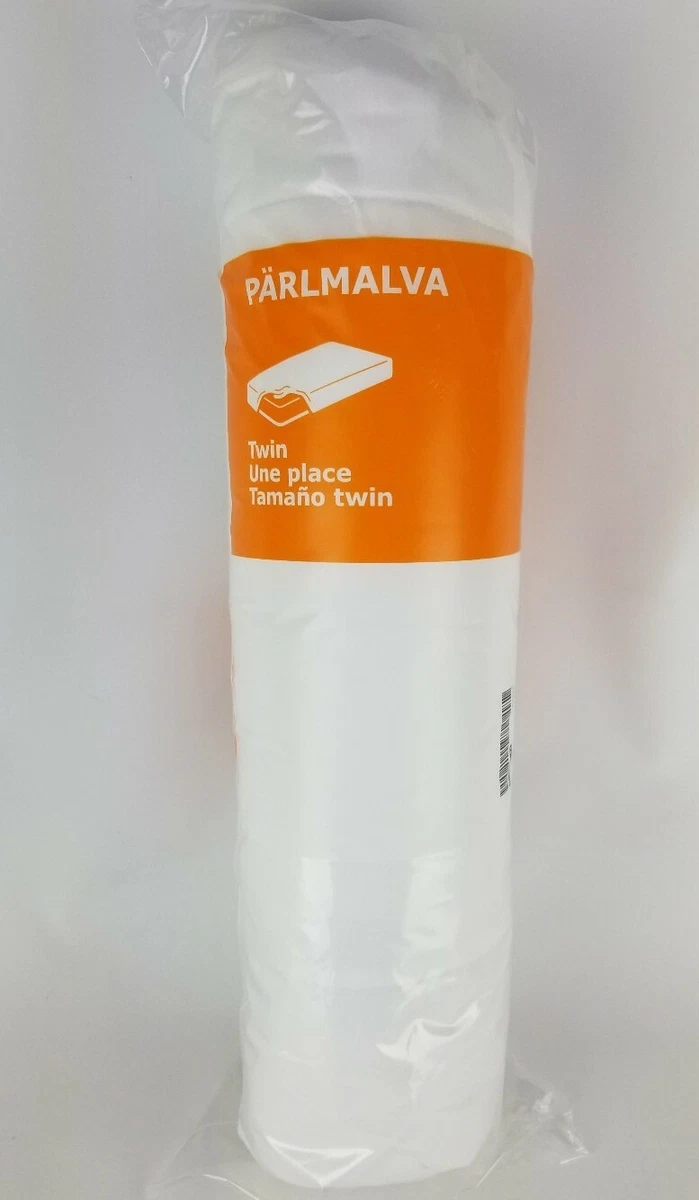 PÄRLMALVA
Twin
Une place
Tamaño twin